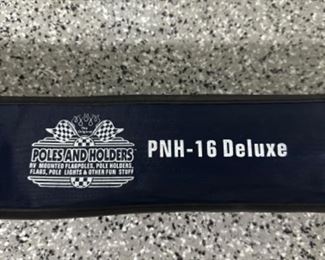 POLES AND HOLDERS
RV MOUNTED FLAGPOLES, POLE HOLDERS,
FLAGS, POLE LIGHTS & OTHER FUN STUFF
PNH-16 Deluxe